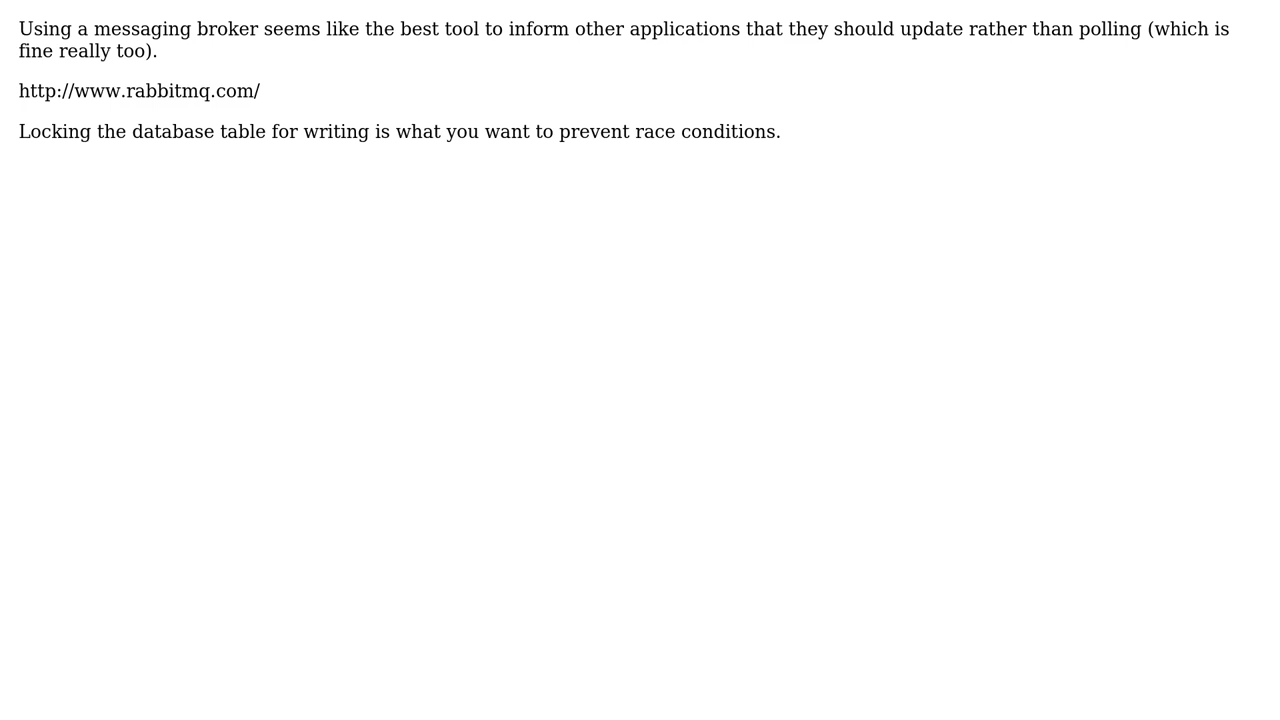 Using a messaging broker seems like the best tool to inform other applications that they should update rather than polling (which is
fine really too).
http://www.rabbitmq.com/
Locking the database table for writing is what you want to prevent race conditions.